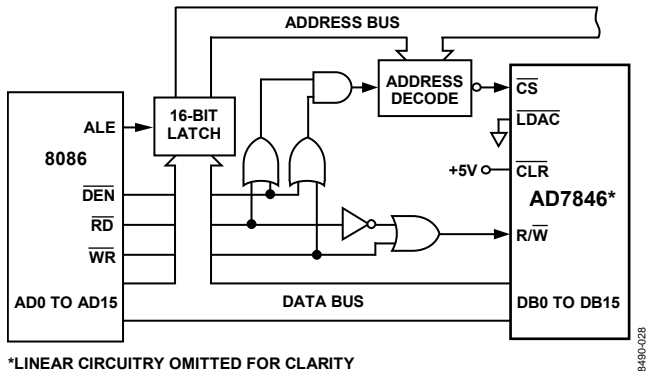 ADDRESS BUS
ALE
8086
DEN
RD
WR
AD0 TO AD15
16-BIT
LATCH
ADDRESS
DECODE
CS
LDAC
+5V
CLR
AD7846*
R/W
DATA BUS
DB0 TO DB15
*LINEAR CIRCUITRY OMITTED FOR CLARITY
8490-028